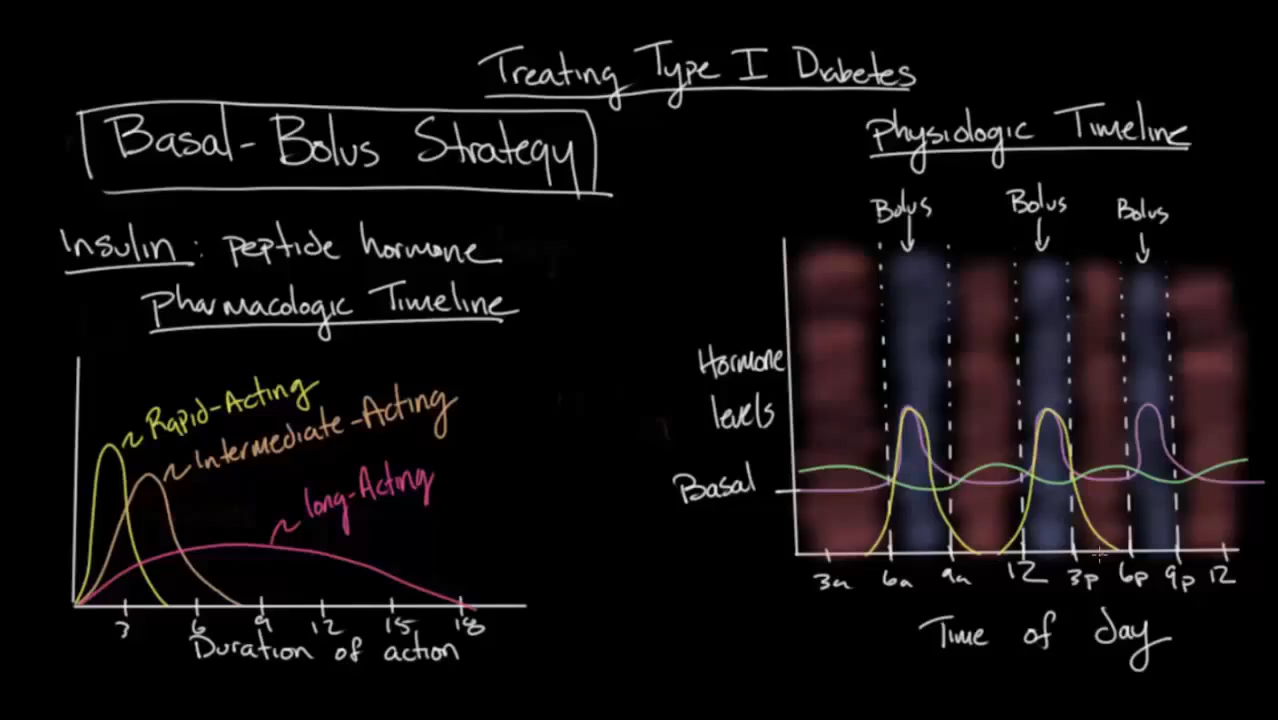 Treating Type I Diabetes
Basal-Bolus Strategy
Insulin: peptide hormone
Pharmacologic Timeline
Rapid-Acting
Intermediate-Acting
long-Acting
3 6 9 12 15 18
Duration of action
Physiologic Timeline
Bolus Bolus Bolus
Hormone
levels
Basal
3a 6a 9a 12 3p 6p 9p 12
Time of day